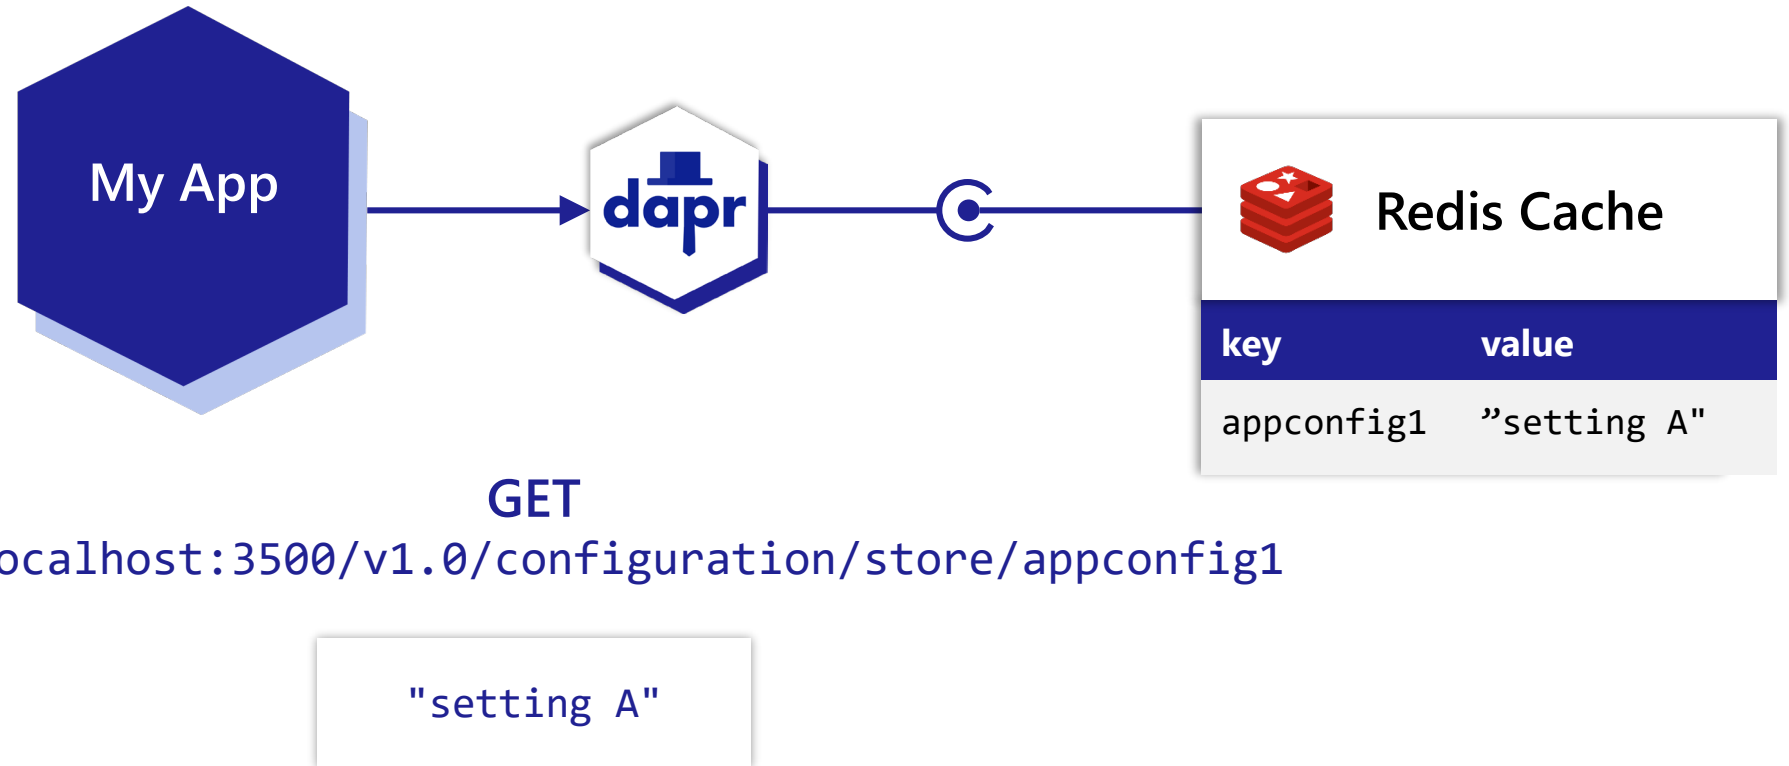 My App
dapr
Redis Cache
key value
appconfig1 ”setting A"
GET
ocalhost:3500/v1.0/configuration/store/appconfig1
"setting A"